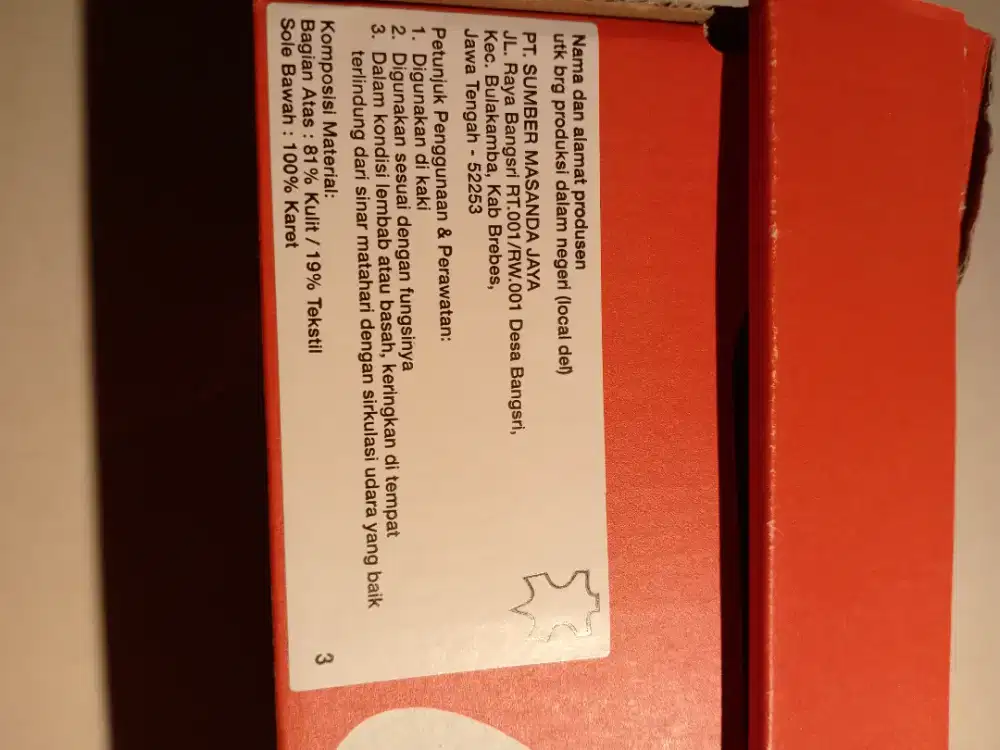 Nama dan alamat produsen
utk brg produksi dalam negeri (local del)
PT. SUMBER MASANDA JAYA
JL. Raya Bangsri RT.001/RW.001 Desa Bangsri,
Kec. Bulakamba, Kab Brebes,
Jawa Tengah - 52253
Petunjuk Penggunaan & Perawatan:
1. Digunakan di kaki
2. Digunakan sesuai dengan fungsinya
3. Dalam kondisi lembab atau basah, keringkan di tempat
terlindung dari sinar matahari dengan sirkulasi udara yang baik
Komposisi Material:
Bagian Atas : 81% Kulit / 19% Tekstil
Sole Bawah : 100% Karet
3